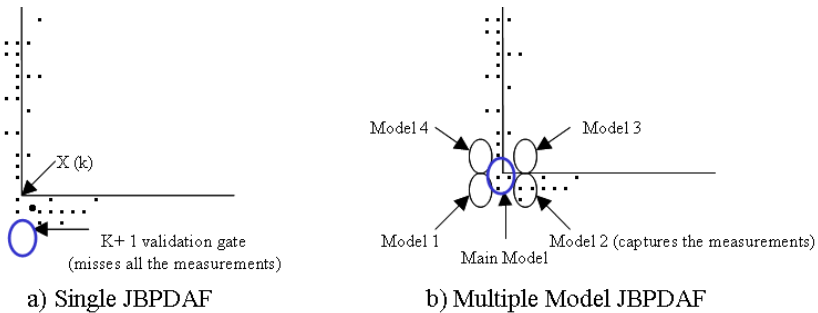 X (k)
K+ 1 validation gate
(misses all the measurements)
a) Single JBPDAF
Model 4
Model 3
Model 1
Main Model
Model 2 (captures the measurements)
b) Multiple Model JBPDAF